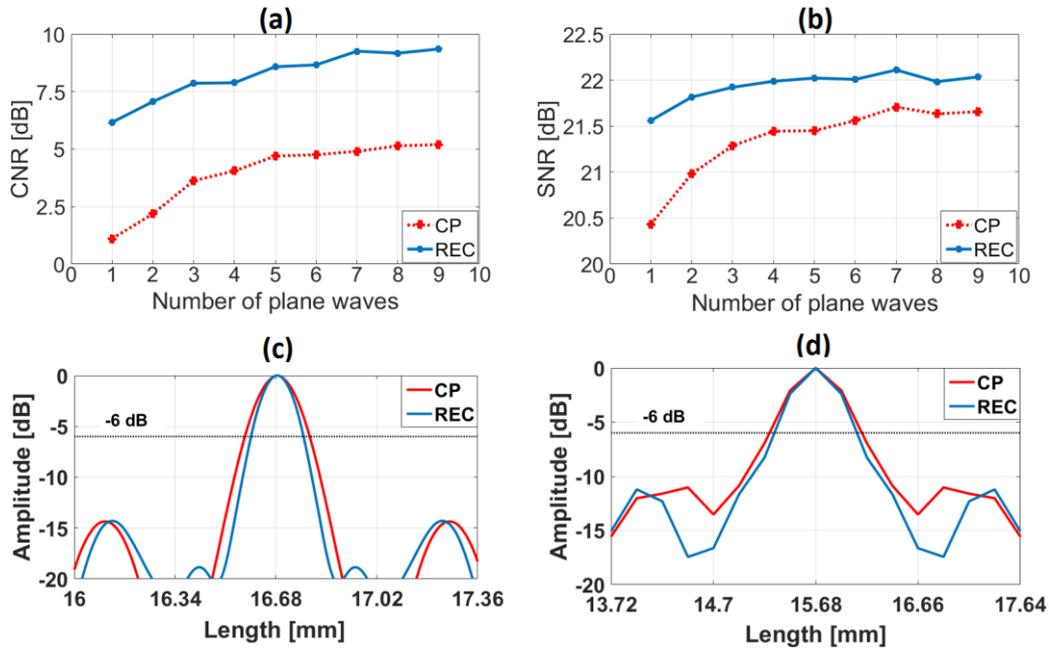 (a)
CNR [dB]
10
7.5
5
2.5
0
0 1 2 3 4 5 6 7 8 9 10
Number of plane waves
CP
REC
(b)
SNR [dB]
22.5
22
21.5
21
20.5
20
0 1 2 3 4 5 6 7 8 9 10
Number of plane waves
CP
REC
(c)
Amplitude [dB]
0
-5
-10
-15
-20
-6 dB
CP
REC
16 16.34 16.68 17.02 17.36
Length [mm]
(d)
Amplitude [dB]
0
-5
-10
-15
-20
-6 dB
CP
REC
13.72 14.7 15.68 16.66 17.64
Length [mm]